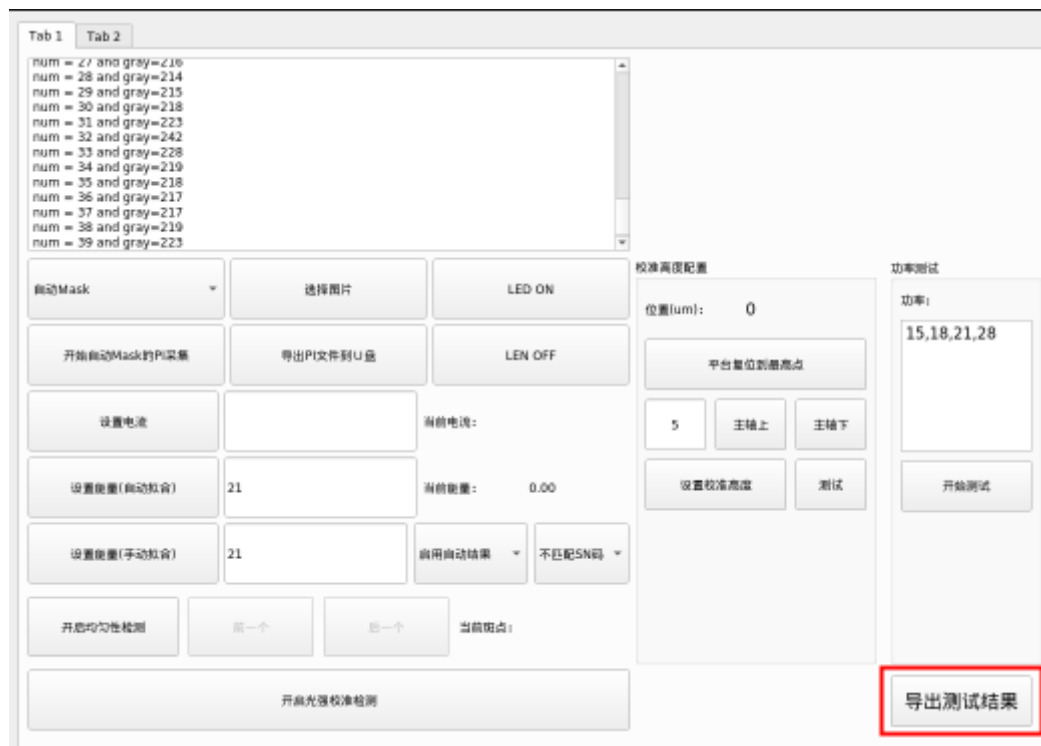 Tab 1 Tab 2
num = 27 and gray=216
num = 28 and gray=214
num = 29 and gray=215
num = 30 and gray=218
num = 31 and gray=223
num = 32 and gray=242
num = 33 and gray=228
num = 34 and gray=219
num = 35 and gray=218
num = 36 and gray=217
num = 37 and gray=217
num = 38 and gray=219
num = 39 and gray=223
自动Mask 选择图片 LED ON
开始自动Mask的PI采集 导出PI文件到U盘 LEN OFF
设置电流 当前电流:
设置能量(自动拟合) 21 当前能量: 0.00
设置能量(手动拟合) 21 启用自动结果 不匹配SN码
开启均匀性检测 前一个 后一个 当前斑点:
开启光强校准检测
校准高度配置
位置(um): 0
平台复位到最高点
5 主轴上 主轴下
设置校准高度 测试
功率测试
功率:
15,18,21,28
开始测试
导出测试结果